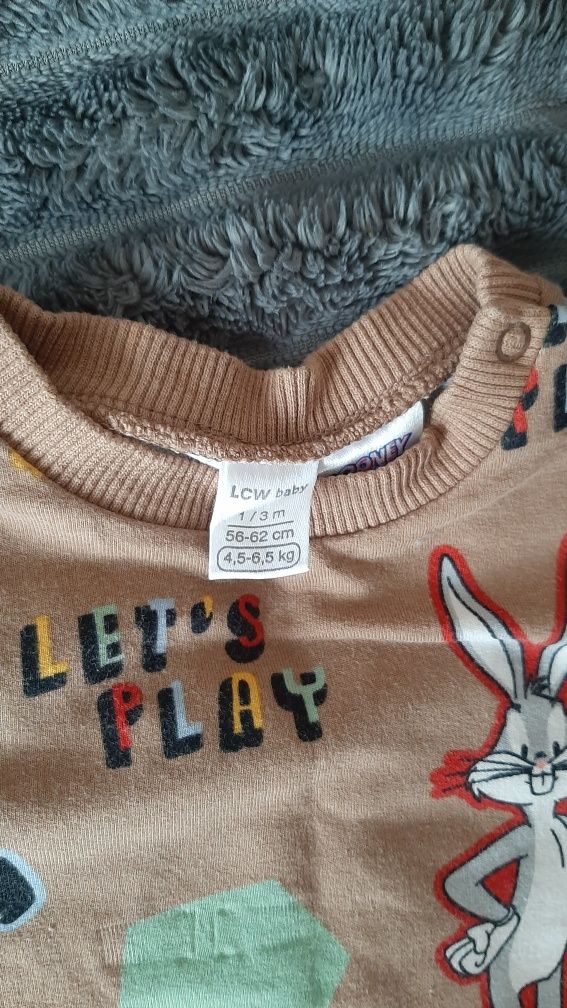 LCW baby
1 / 3 m
56-62 cm
4,5-6,5 kg
LET'S
PLAY